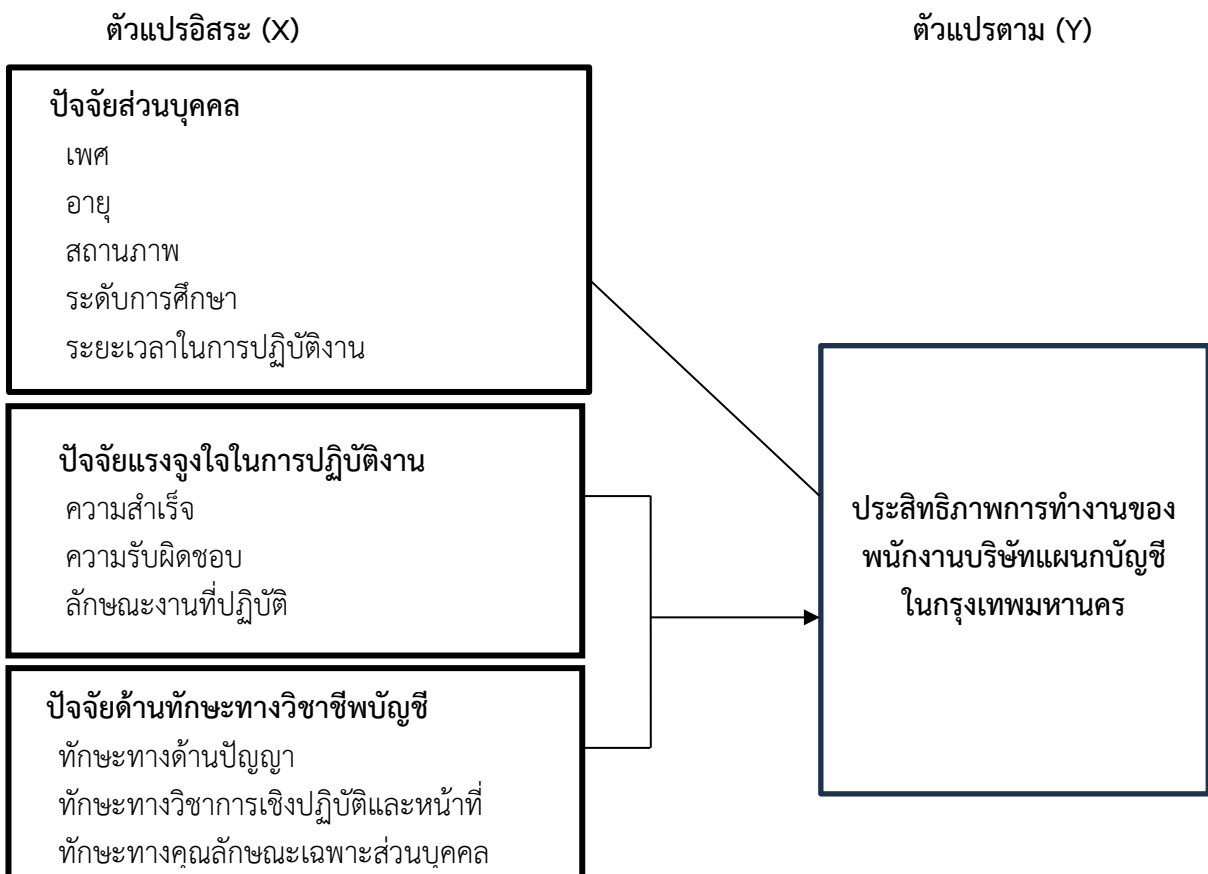 ตัวแปรอิสระ (X)
ตัวแปรตาม (Y)
ปัจจัยส่วนบุคคล
เพศ
อายุ
สถานภาพ
ระดับการศึกษา
ระยะเวลาในการปฏิบัติงาน
ปัจจัยแรงจูงใจในการปฏิบัติงาน
ความสำเร็จ
ความรับผิดชอบ
ลักษณะงานที่ปฏิบัติ
ปัจจัยด้านทักษะทางวิชาชีพบัญชี
ทักษะทางด้านปัญญา
ทักษะทางวิชาการเชิงปฏิบัติและหน้าที่
ทักษะทางคุณลักษณะเฉพาะส่วนบุคคล
ประสิทธิภาพการทำงานของ
พนักงานบริษัทแผนกบัญชี
ในกรุงเทพมหานคร